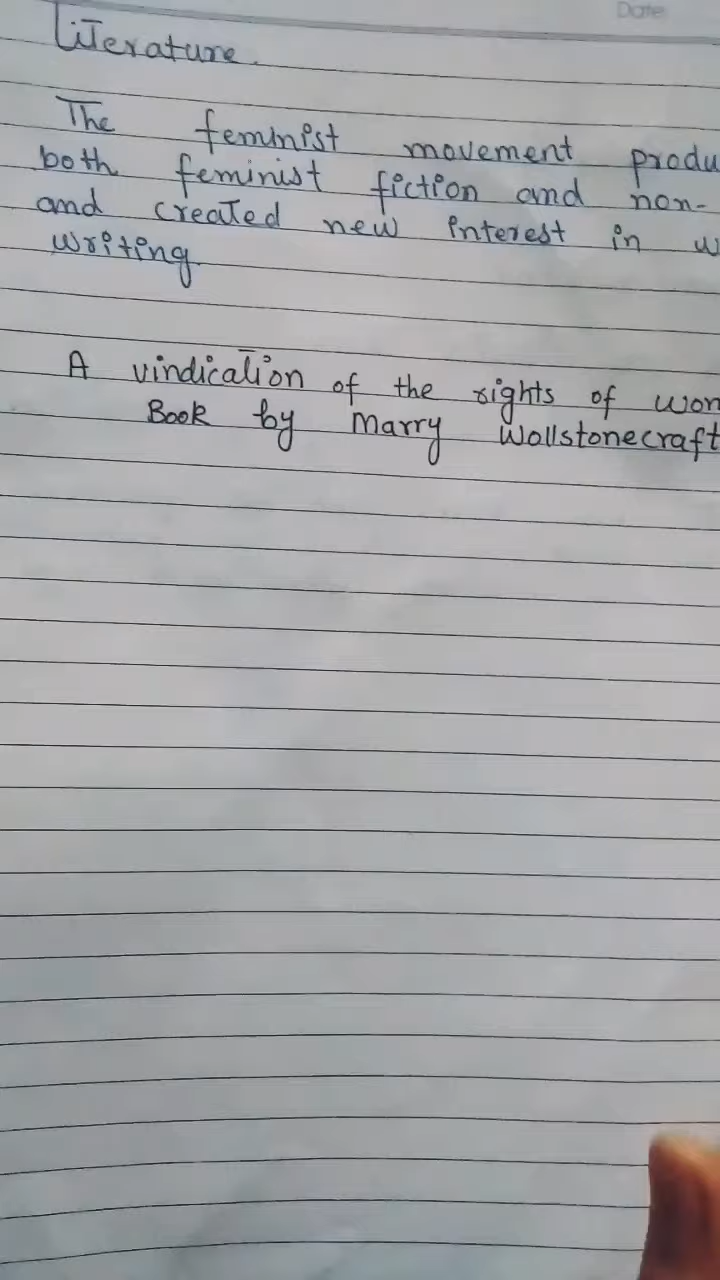 Date
Literature.
The feminist movement produ
both feminist fiction and non-
and created new interest in w
writing
A vindication of the rights of wom
Book by Marry Wollstonecraft